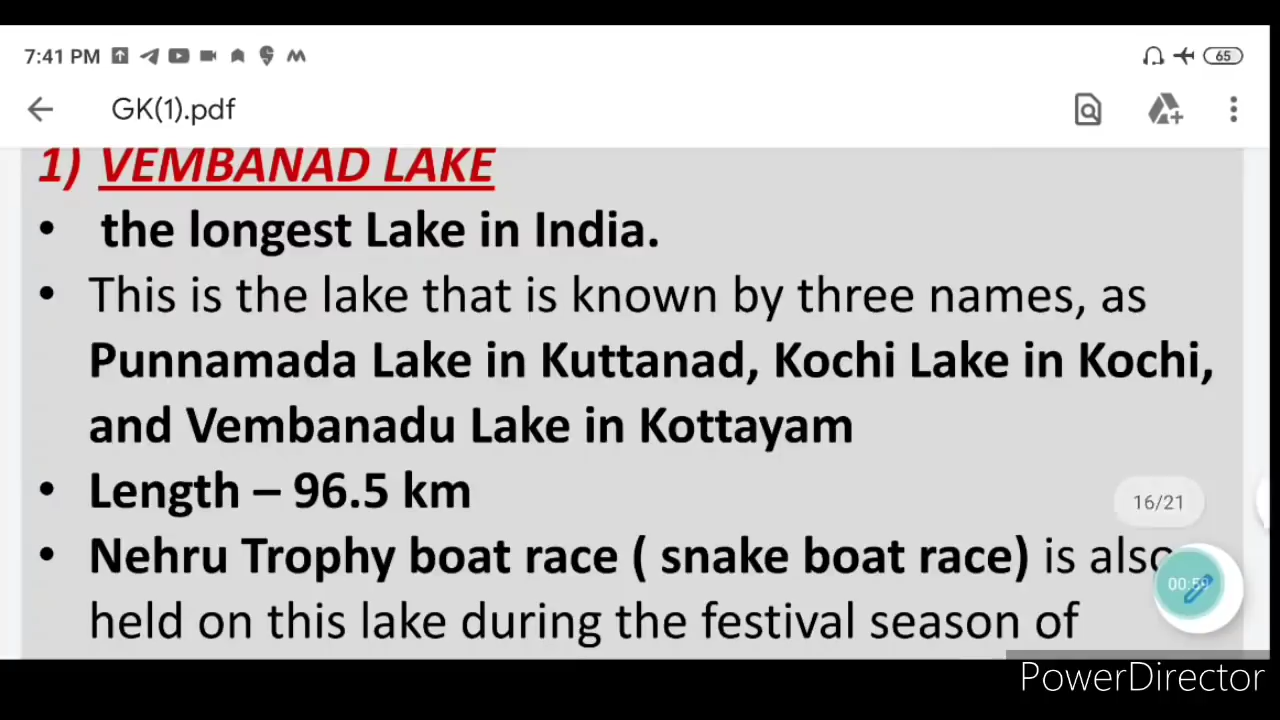 7:41 PM
65
GK(1).pdf
1) VEMBANAD LAKE
• the longest Lake in India.
• This is the lake that is known by three names, as
Punnamada Lake in Kuttanad, Kochi Lake in Kochi,
and Vembanadu Lake in Kottayam
• Length – 96.5 km
16/21
• Nehru Trophy boat race ( snake boat race) is also
00:59
held on this lake during the festival season of
PowerDirector